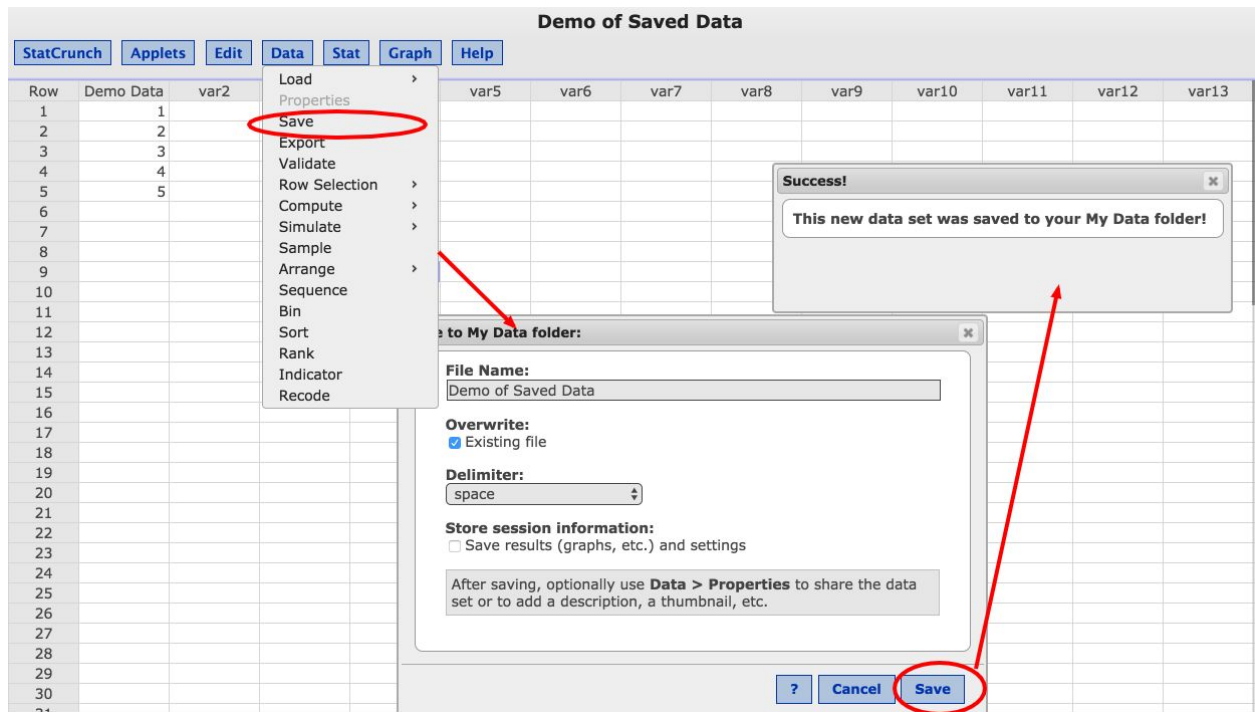 Demo of Saved Data
StatCrunch Applets Edit Data Stat Graph Help
Row Demo Data var2 var5 var6 var7 var8 var9 var10 var11 var12 var13
1 1
2 2
3 3
4 4
5 5
6
7
8
9
10
11
12
13
14
15
16
17
18
19
20
21
22
23
24
25
26
27
28
29
30
Load
Properties
Save
Export
Validate
Row Selection
Compute
Simulate
Sample
Arrange
Sequence
Bin
Sort
Rank
Indicator
Recode
to My Data folder:
File Name:
Demo of Saved Data
Overwrite:
Existing file
Delimiter:
space
Store session information:
Save results (graphs, etc.) and settings
After saving, optionally use Data > Properties to share the data
set or to add a description, a thumbnail, etc.
? Cancel Save
Success!
This new data set was saved to your My Data folder!